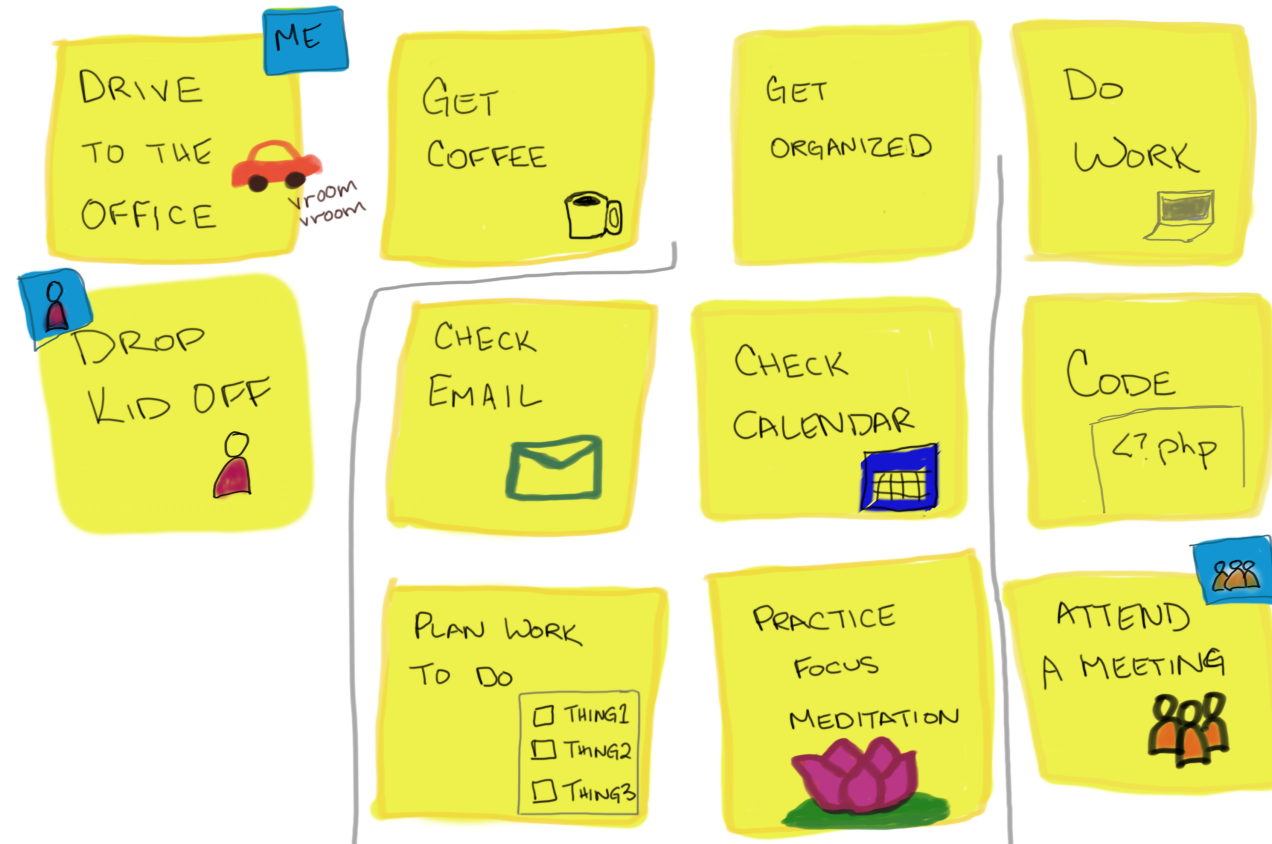 DRIVE
TO THE
OFFICE
ME
vroom
vroom
GET
COFFEE
GET
ORGANIZED
DO
WORK
DROP
KID OFF
CHECK
EMAIL
CHECK
CALENDAR
CODE
<?php
PLAN WORK
TO DO
THING1
THING2
THING3
PRACTICE
FOCUS
MEDITATION
ATTEND
A MEETING